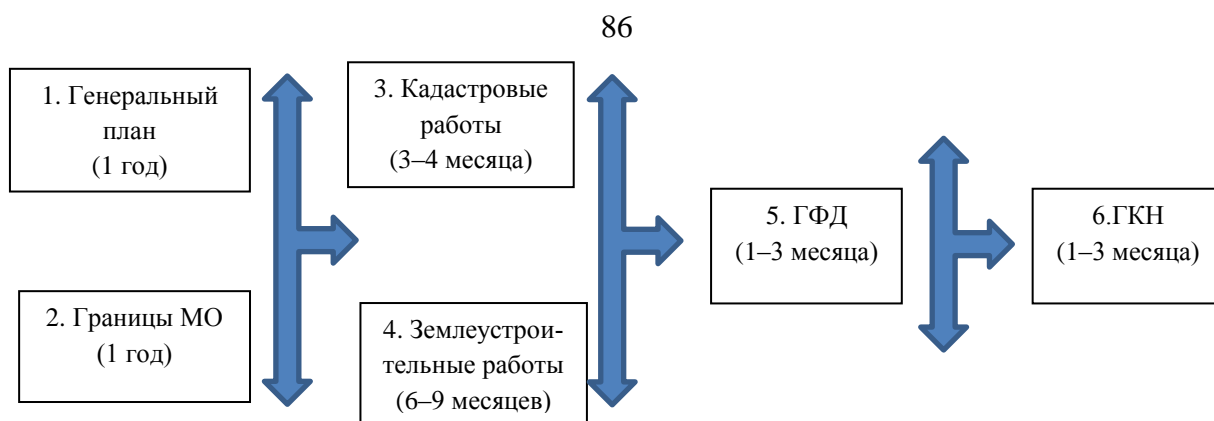 86
1. Генеральный
план
(1 год)
2. Границы МО
(1 год)
3. Кадастровые
работы
(3–4 месяца)
4. Землеустрои-
тельные работы
(6–9 месяцев)
5. ГФД
(1–3 месяца)
6.ГКН
(1–3 месяца)